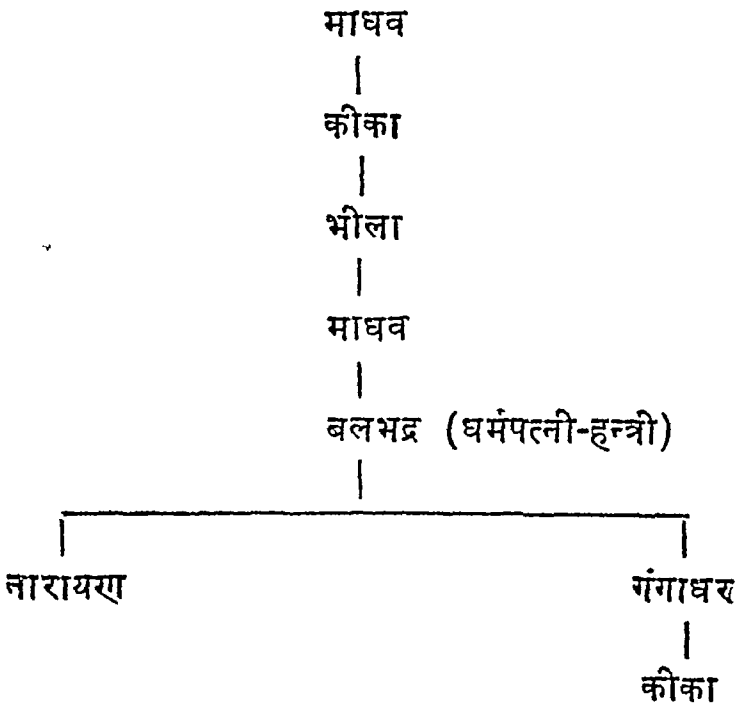 माधव
कीका
भीला
माधव
बलभद्र (धर्मपत्नी-हन्त्री)
नारायण गंगाधर
कीका